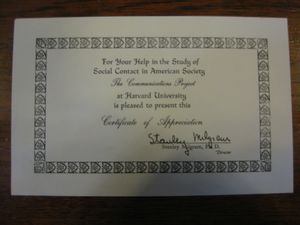 For Your Help in the Study of
Social Contact in American Society
The Communications Project
at Harvard University
is pleased to present this
Certificate of Appreciation
Stanley Milgram
Stanley Milgram, Ph.D.
Director